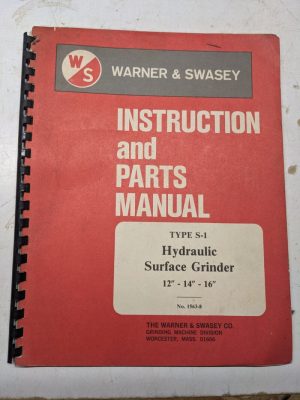 W
S
WARNER & SWASEY
INSTRUCTION
and
PARTS
MANUAL
TYPE S-1
Hydraulic
Surface Grinder
12" - 14" - 16"
No. 1563-8
THE WARNER & SWASEY CO.
GRINDING MACHINE DIVISION
WORCESTER, MASS. 01606